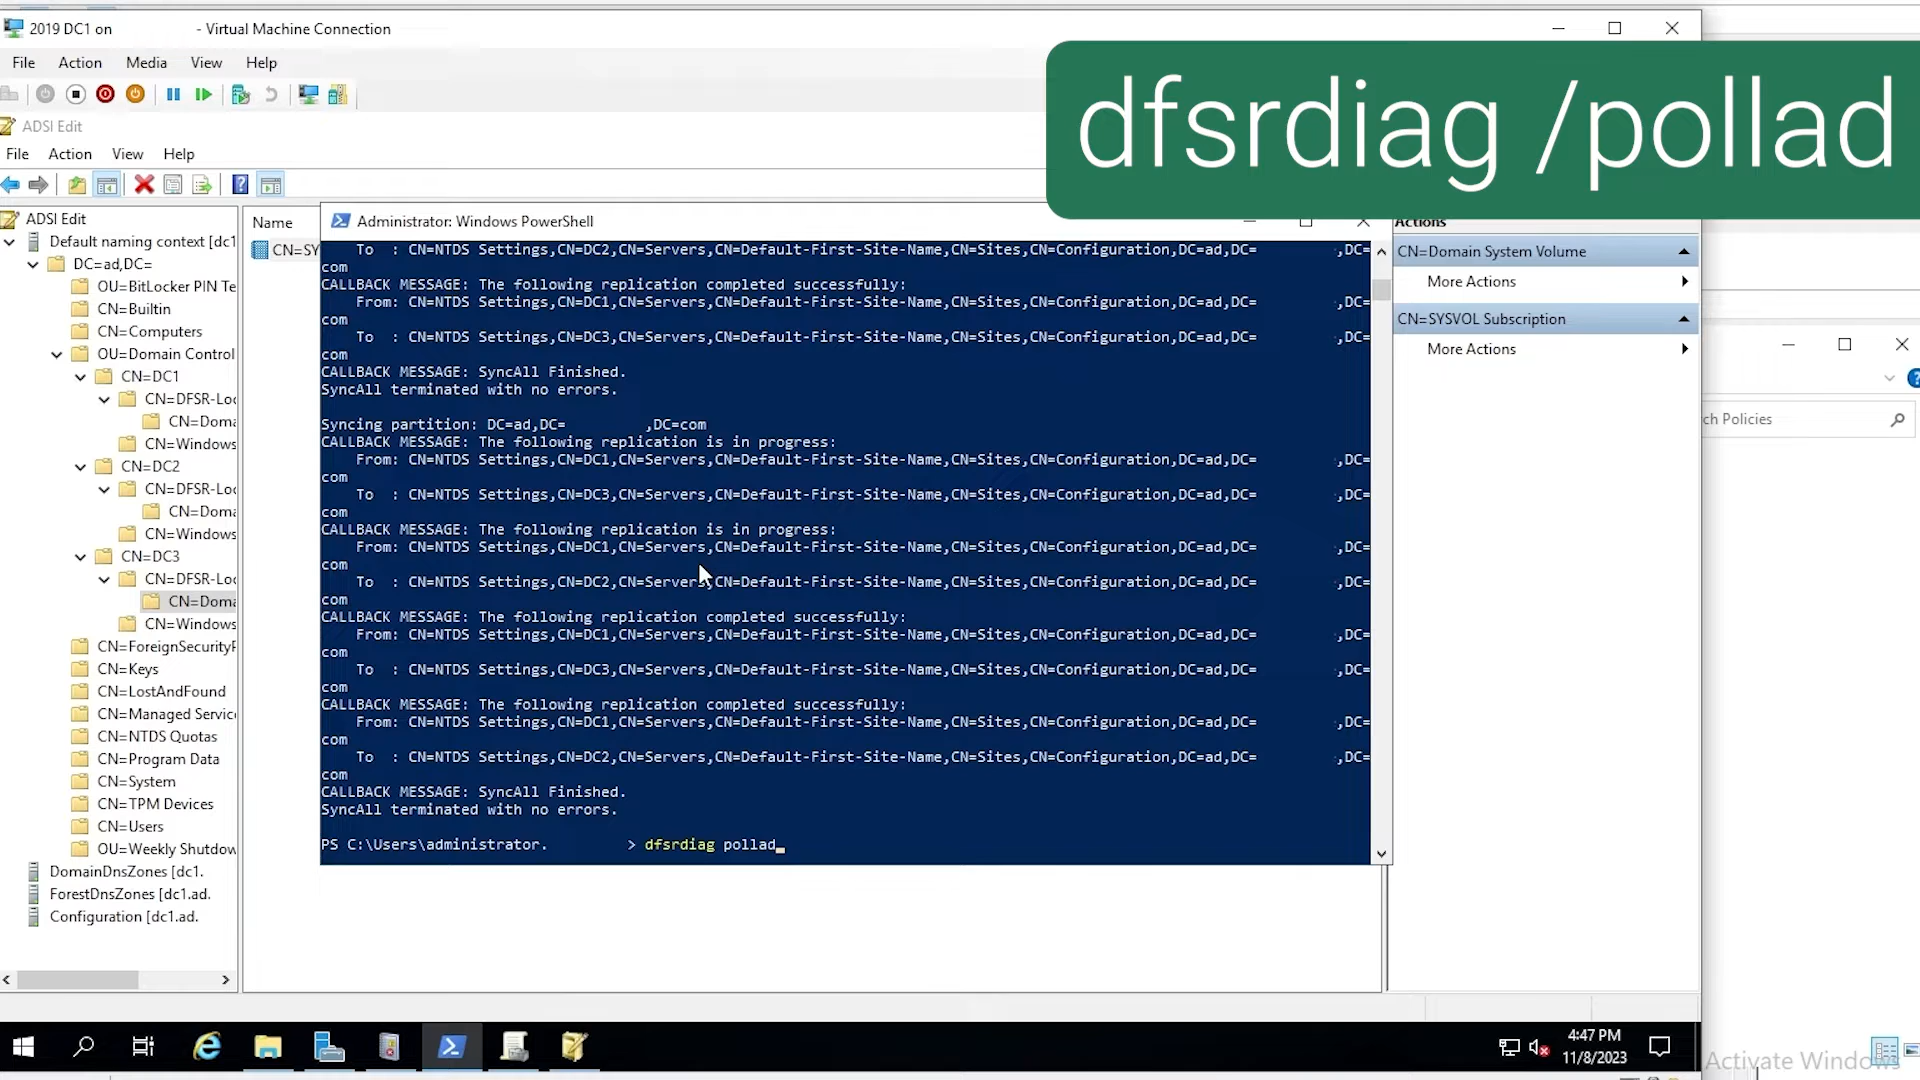 2019 DC1 on - Virtual Machine Connection
File Action Media View Help
dfsrdiag /pollad
ADSI Edit
File Action View Help
ADSI Edit
Default naming context [dc1
DC=ad,DC=
OU=BitLocker PIN Te
CN=Builtin
CN=Computers
OU=Domain Control
CN=DC1
CN=DFSR-Loc
CN=Doma
CN=Windows
CN=DC2
CN=DFSR-Loc
CN=Doma
CN=Windows
CN=DC3
CN=DFSR-Loc
CN=Doma
CN=Windows
CN=ForeignSecurityP
CN=Keys
CN=LostAndFound
CN=Managed Servic
CN=NTDS Quotas
CN=Program Data
CN=System
CN=TPM Devices
CN=Users
OU=Weekly Shutdow
DomainDnsZones [dc1.
ForestDnsZones [dc1.ad.
Configuration [dc1.ad.
Name
CN=SY
Administrator: Windows PowerShell
To : CN=NTDS Settings,CN=DC2,CN=Servers,CN=Default-First-Site-Name,CN=Sites,CN=Configuration,DC=ad,DC= ,DC=
com
CALLBACK MESSAGE: The following replication completed successfully:
From: CN=NTDS Settings,CN=DC1,CN=Servers,CN=Default-First-Site-Name,CN=Sites,CN=Configuration,DC=ad,DC= ,DC=
com
To : CN=NTDS Settings,CN=DC3,CN=Servers,CN=Default-First-Site-Name,CN=Sites,CN=Configuration,DC=ad,DC= ,DC=
com
CALLBACK MESSAGE: SyncAll Finished.
SyncAll terminated with no errors.
Syncing partition: DC=ad,DC= ,DC=com
CALLBACK MESSAGE: The following replication is in progress:
From: CN=NTDS Settings,CN=DC1,CN=Servers,CN=Default-First-Site-Name,CN=Sites,CN=Configuration,DC=ad,DC= ,DC=
com
To : CN=NTDS Settings,CN=DC3,CN=Servers,CN=Default-First-Site-Name,CN=Sites,CN=Configuration,DC=ad,DC= ,DC=
com
CALLBACK MESSAGE: The following replication is in progress:
From: CN=NTDS Settings,CN=DC1,CN=Servers,CN=Default-First-Site-Name,CN=Sites,CN=Configuration,DC=ad,DC= ,DC=
com
To : CN=NTDS Settings,CN=DC2,CN=Servers,CN=Default-First-Site-Name,CN=Sites,CN=Configuration,DC=ad,DC= ,DC=
com
CALLBACK MESSAGE: The following replication completed successfully:
From: CN=NTDS Settings,CN=DC1,CN=Servers,CN=Default-First-Site-Name,CN=Sites,CN=Configuration,DC=ad,DC= ,DC=
com
To : CN=NTDS Settings,CN=DC3,CN=Servers,CN=Default-First-Site-Name,CN=Sites,CN=Configuration,DC=ad,DC= ,DC=
com
CALLBACK MESSAGE: The following replication completed successfully:
From: CN=NTDS Settings,CN=DC1,CN=Servers,CN=Default-First-Site-Name,CN=Sites,CN=Configuration,DC=ad,DC= ,DC=
com
To : CN=NTDS Settings,CN=DC2,CN=Servers,CN=Default-First-Site-Name,CN=Sites,CN=Configuration,DC=ad,DC= ,DC=
com
CALLBACK MESSAGE: SyncAll Finished.
SyncAll terminated with no errors.
PS C:\Users\administrator. > dfsrdiag pollad_
Actions
CN=Domain System Volume
More Actions
CN=SYSVOL Subscription
More Actions
ch Policies
4:47 PM
11/8/2023
Activate Windows